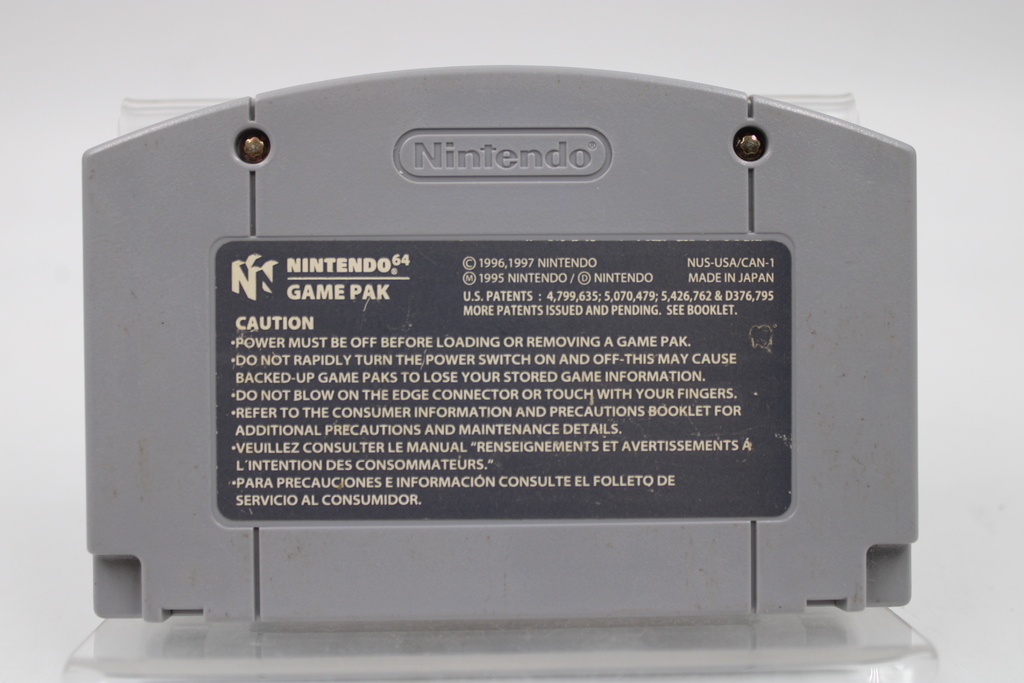 Nintendo®
NINTENDO®64
GAME PAK
©1996,1997 NINTENDO
Ⓜ 1995 NINTENDO / Ⓓ NINTENDO
NUS-USA/CAN-1
MADE IN JAPAN
U.S. PATENTS : 4,799,635; 5,070,479; 5,426,762 & D376,795
MORE PATENTS ISSUED AND PENDING. SEE BOOKLET.
CAUTION
•POWER MUST BE OFF BEFORE LOADING OR REMOVING A GAME PAK.
•DO NOT RAPIDLY TURN THE POWER SWITCH ON AND OFF-THIS MAY CAUSE
BACKED-UP GAME PAKS TO LOSE YOUR STORED GAME INFORMATION.
•DO NOT BLOW ON THE EDGE CONNECTOR OR TOUCH WITH YOUR FINGERS.
•REFER TO THE CONSUMER INFORMATION AND PRECAUTIONS BOOKLET FOR
ADDITIONAL PRECAUTIONS AND MAINTENANCE DETAILS.
•VEUILLEZ CONSULTER LE MANUAL "RENSEIGNEMENTS ET AVERTISSEMENTS Á
L'INTENTION DES CONSOMMATEURS."
•PARA PRECAUCIONES E INFORMACIÓN CONSULTE EL FOLLETO DE
SERVICIO AL CONSUMIDOR.